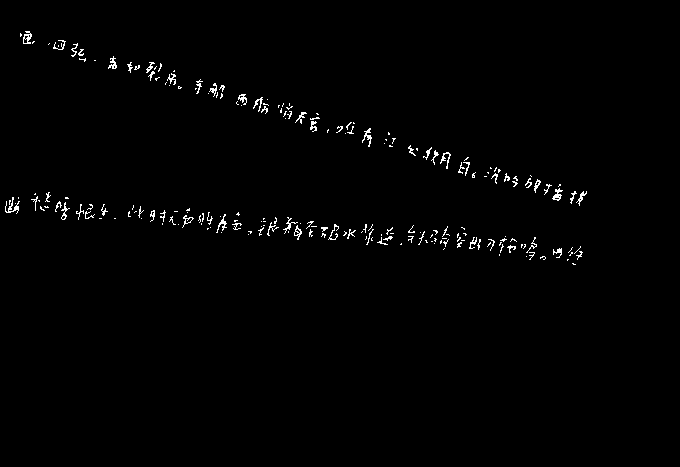 画,四弦一声如裂帛。东船西舫悄无言,唯见江心秋月白。沉吟放拨插弦
幽愁暗恨生,此时无声胜有声。银瓶乍破水浆迸,铁骑突出刀枪鸣。曲终